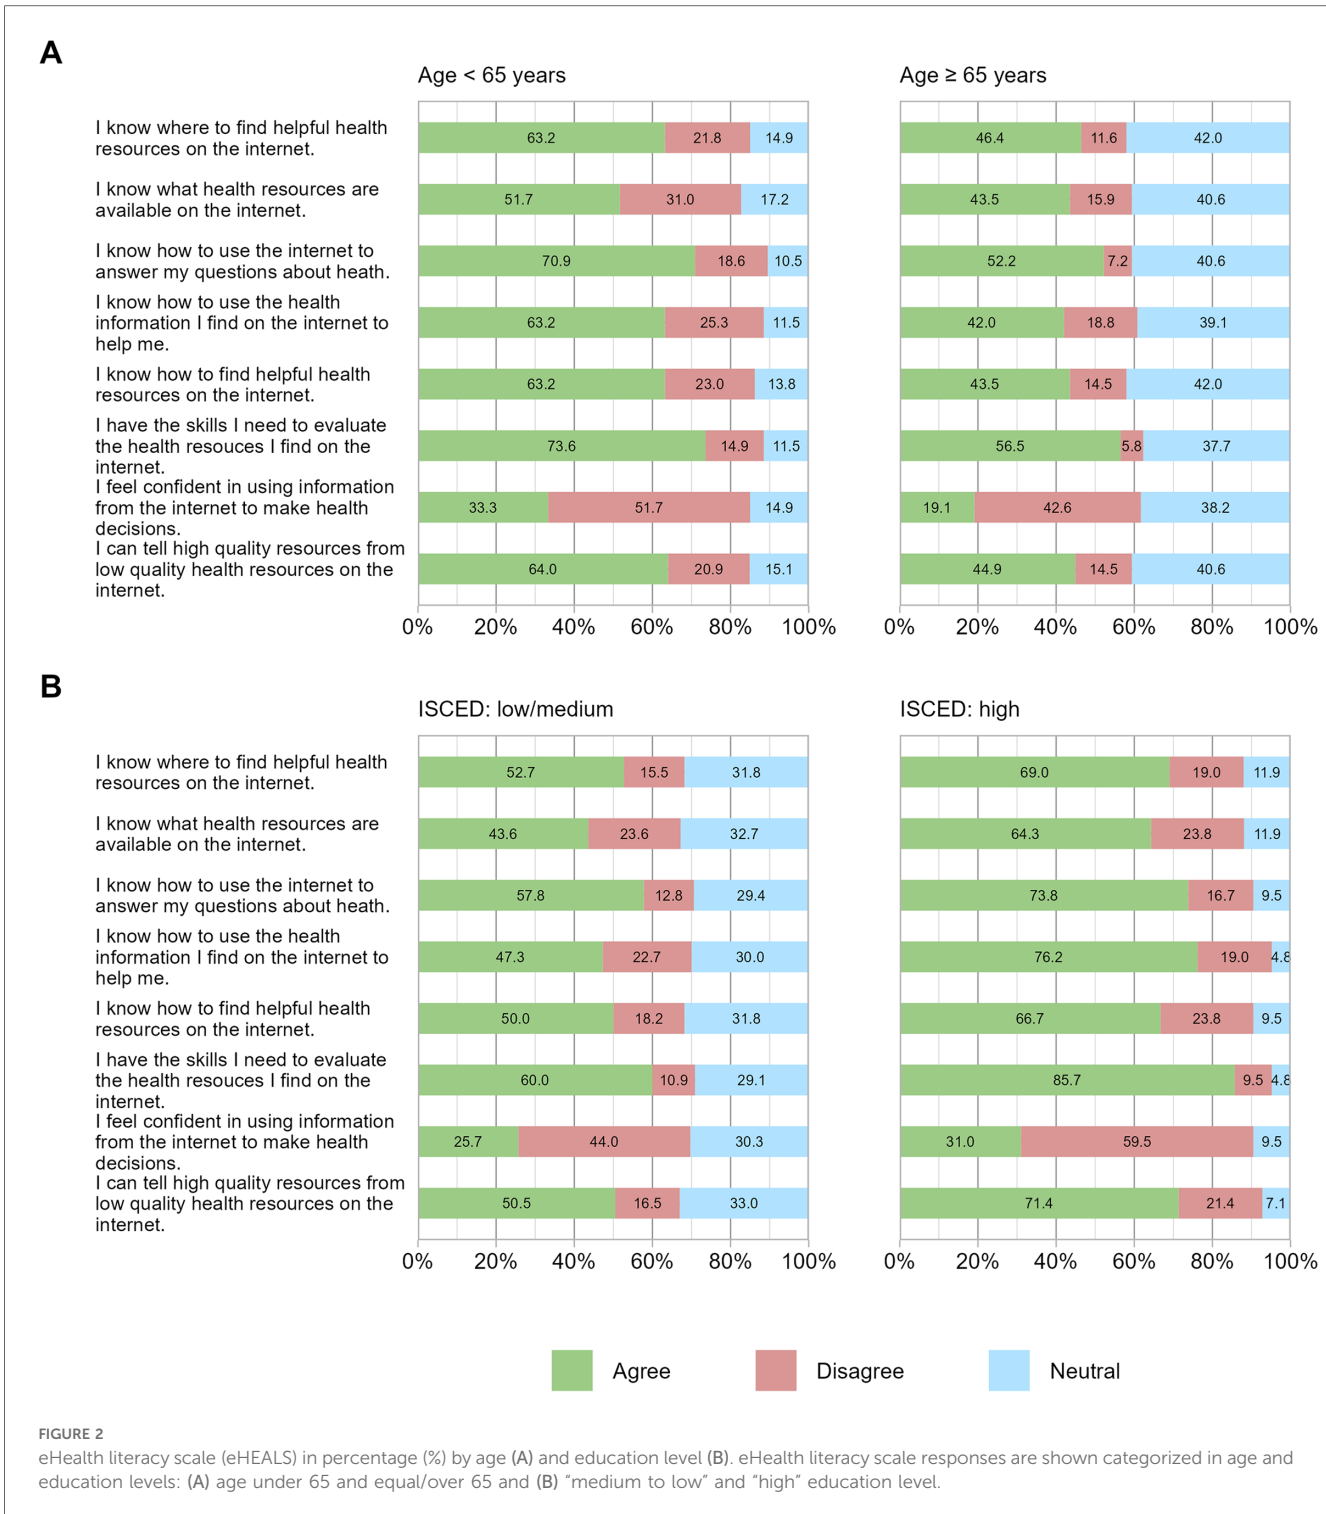 A
Age < 65 years
Age ≥ 65 years
I know where to find helpful health
resources on the internet.
63.2 21.8 14.9 46.4 11.6 42.0
I know what health resources are
available on the internet.
51.7 31.0 17.2 43.5 15.9 40.6
I know how to use the internet to
answer my questions about heath.
70.9 18.6 10.5 52.2 7.2 40.6
I know how to use the health
information I find on the internet to
help me.
63.2 25.3 11.5 42.0 18.8 39.1
I know how to find helpful health
resources on the internet.
63.2 23.0 13.8 43.5 14.5 42.0
I have the skills I need to evaluate
the health resouces I find on the
internet.
73.6 14.9 11.5 56.5 5.8 37.7
I feel confident in using information
from the internet to make health
decisions.
33.3 51.7 14.9 19.1 42.6 38.2
I can tell high quality resources from
low quality health resources on the
internet.
64.0 20.9 15.1 44.9 14.5 40.6
0% 20% 40% 60% 80% 100% 0% 20% 40% 60% 80% 100%
B
ISCED: low/medium
ISCED: high
I know where to find helpful health
resources on the internet.
52.7 15.5 31.8 69.0 19.0 11.9
I know what health resources are
available on the internet.
43.6 23.6 32.7 64.3 23.8 11.9
I know how to use the internet to
answer my questions about heath.
57.8 12.8 29.4 73.8 16.7 9.5
I know how to use the health
information I find on the internet to
help me.
47.3 22.7 30.0 76.2 19.0 4.8
I know how to find helpful health
resources on the internet.
50.0 18.2 31.8 66.7 23.8 9.5
I have the skills I need to evaluate
the health resouces I find on the
internet.
60.0 10.9 29.1 85.7 9.5 4.8
I feel confident in using information
from the internet to make health
decisions.
25.7 44.0 30.3 31.0 59.5 9.5
I can tell high quality resources from
low quality health resources on the
internet.
50.5 16.5 33.0 71.4 21.4 7.1
0% 20% 40% 60% 80% 100% 0% 20% 40% 60% 80% 100%
Agree Disagree Neutral
FIGURE 2
eHealth literacy scale (eHEALS) in percentage (%) by age (A) and education level (B). eHealth literacy scale responses are shown categorized in age and
education levels: (A) age under 65 and equal/over 65 and (B) “medium to low” and “high” education level.